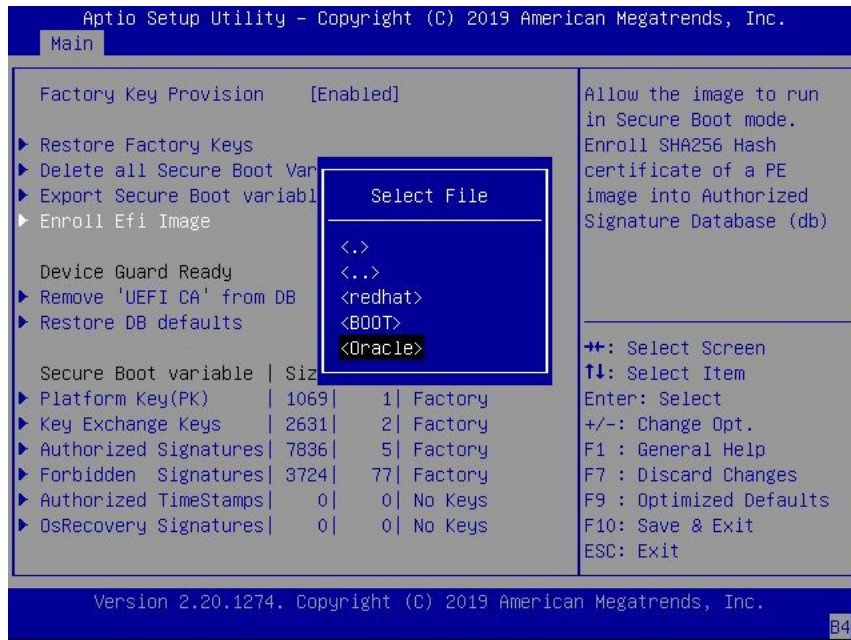 Aptio Setup Utility – Copyright (C) 2019 American Megatrends, Inc.
Main
Factory Key Provision [Enabled]
Restore Factory Keys
Delete all Secure Boot Var
Export Secure Boot variabl
Enroll Efi Image
Device Guard Ready
Remove 'UEFI CA' from DB
Restore DB defaults
Secure Boot variable | Siz
Platform Key(PK) | 1069| 1| Factory
Key Exchange Keys | 2631| 2| Factory
Authorized Signatures| 7836| 5| Factory
Forbidden Signatures| 3724| 77| Factory
Authorized TimeStamps| 0| 0| No Keys
OsRecovery Signatures| 0| 0| No Keys
Select File
<.>
<..>
<redhat>
<BOOT>
<Oracle>
Allow the image to run
in Secure Boot mode.
Enroll SHA256 Hash
certificate of a PE
image into Authorized
Signature Database (db)
→←: Select Screen
↑↓: Select Item
Enter: Select
+/-: Change Opt.
F1 : General Help
F7 : Discard Changes
F9 : Optimized Defaults
F10: Save & Exit
ESC: Exit
Version 2.20.1274. Copyright (C) 2019 American Megatrends, Inc.
B4